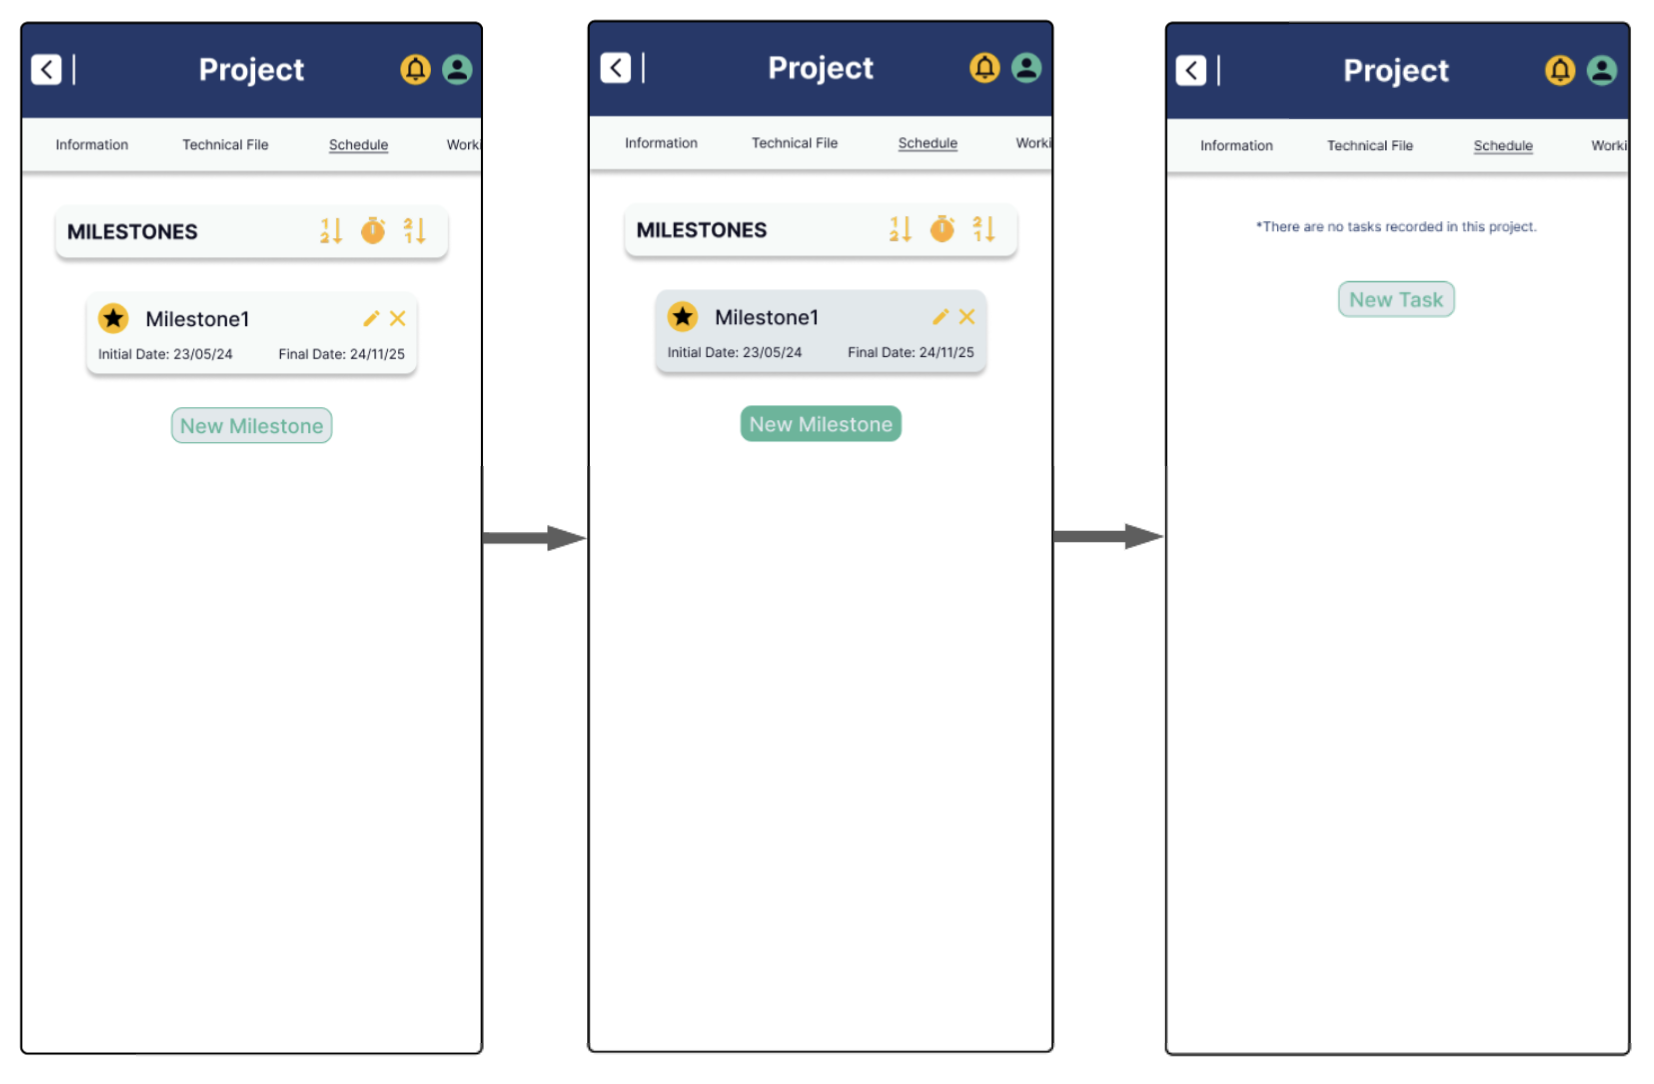 Project
Information Technical File Schedule Worki
MILESTONES
Milestone1
Initial Date: 23/05/24 Final Date: 24/11/25
New Milestone
Project
Information Technical File Schedule Worki
MILESTONES
Milestone1
Initial Date: 23/05/24 Final Date: 24/11/25
New Milestone
Project
Information Technical File Schedule Worki
*There are no tasks recorded in this project.
New Task